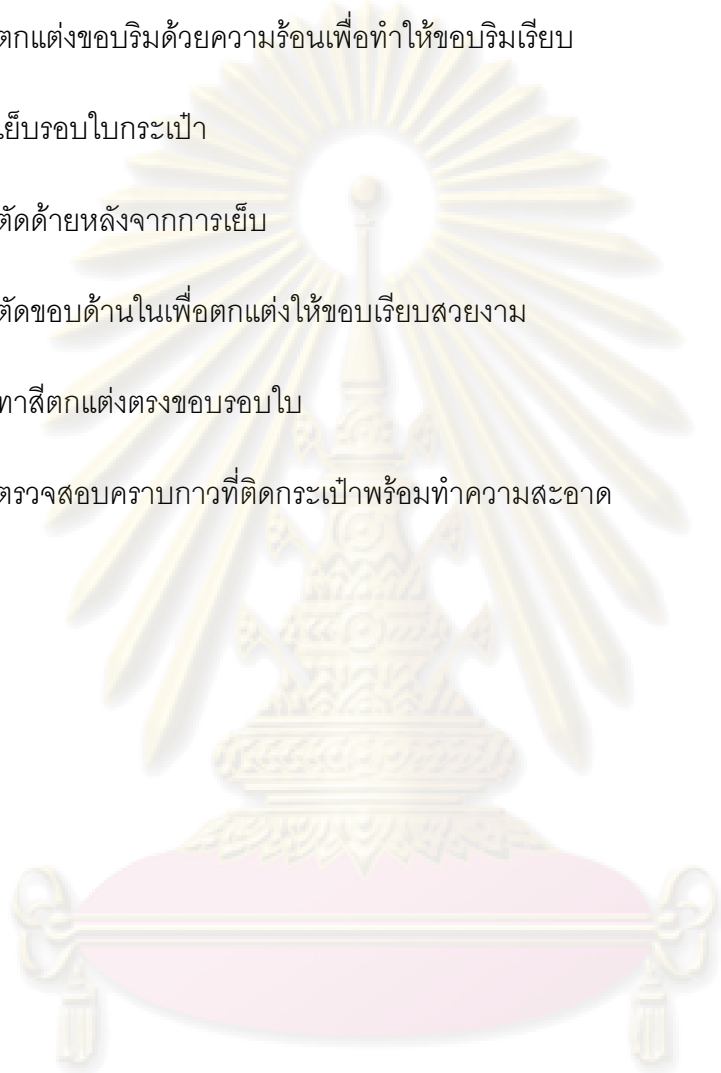 ตกแต่งขอบริมด้วยความร้อนเพื่อทำให้ขอบริมเรียบ
เย็บรอบใบกระเป๋า
ตัดด้ายหลังจากการเย็บ
ตัดขอบด้านในเพื่อตกแต่งให้ขอบเรียบสวยงาม
ทาสีตกแต่งตรงขอบรอบใบ
ตรวจสอบคราบกาวที่ติดกระเป๋าพร้อมทำความสะอาด